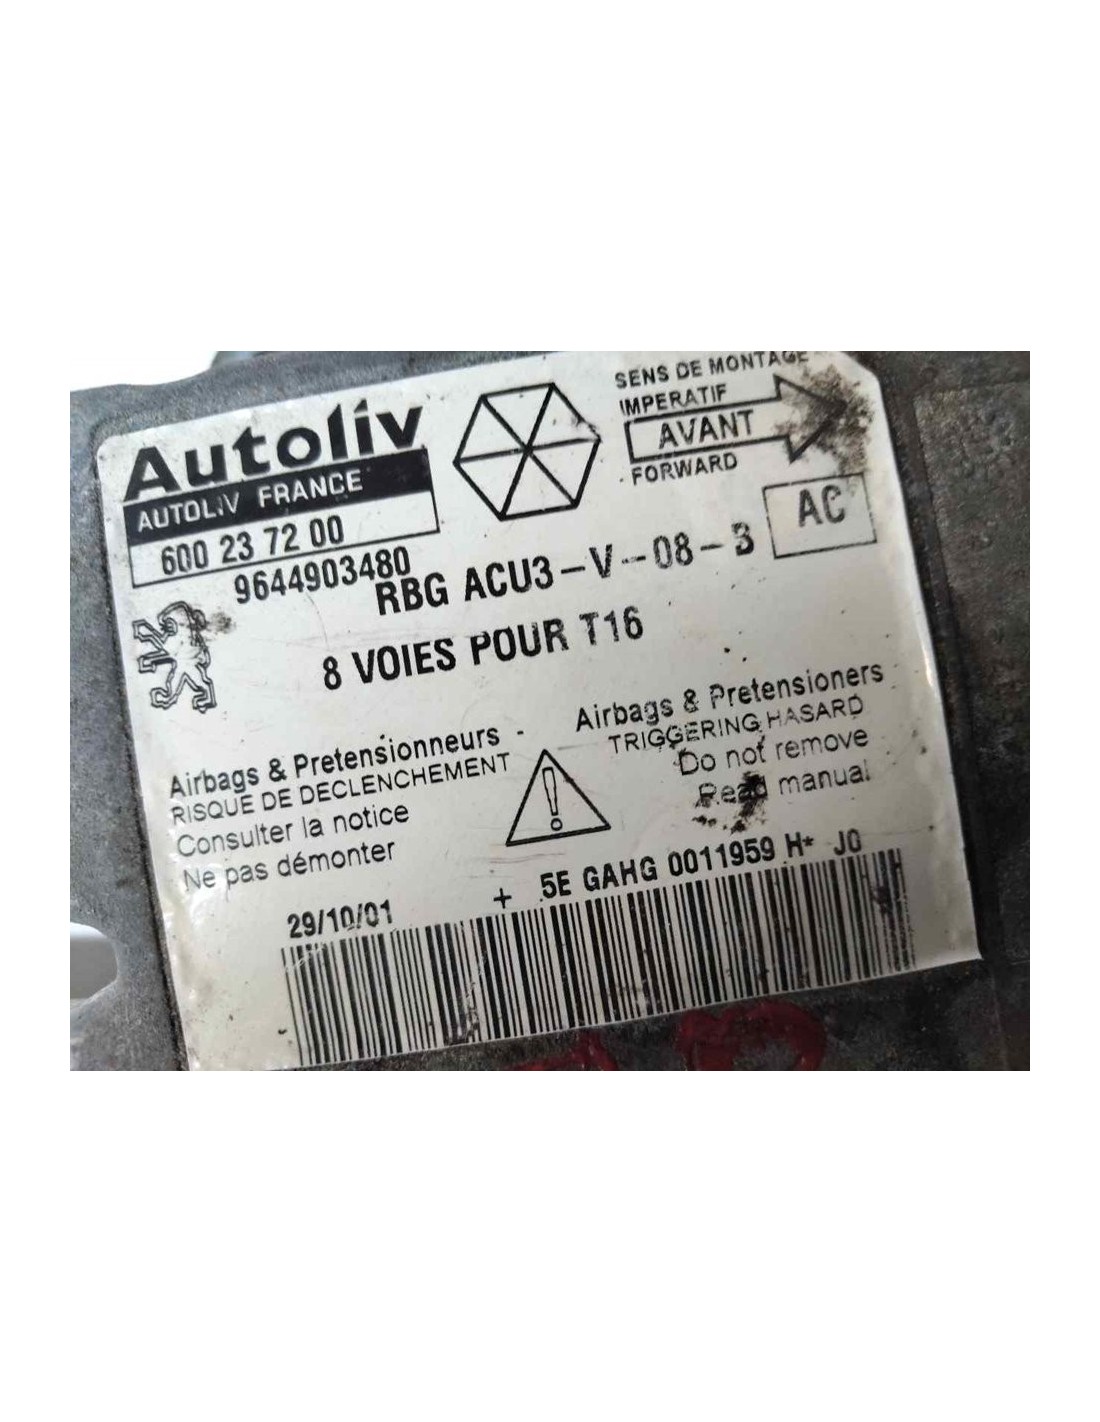 Autoliv
AUTOLIV FRANCE
600 23 72 00
9644903480
SENS DE MONTAGE
IMPERATIF
AVANT
FORWARD
AC
RBG ACU3-V-08-3
8 VOIES POUR T16
Airbags & Pretensionneurs
RISQUE DE DECLENCHEMENT
Consulter la notice
Ne pas démonter
Airbags & Pretensioners
TRIGGERING HASARD
Do not remove
Read manual
29/10/01
+ 5E GAHG 0011959 H* J0